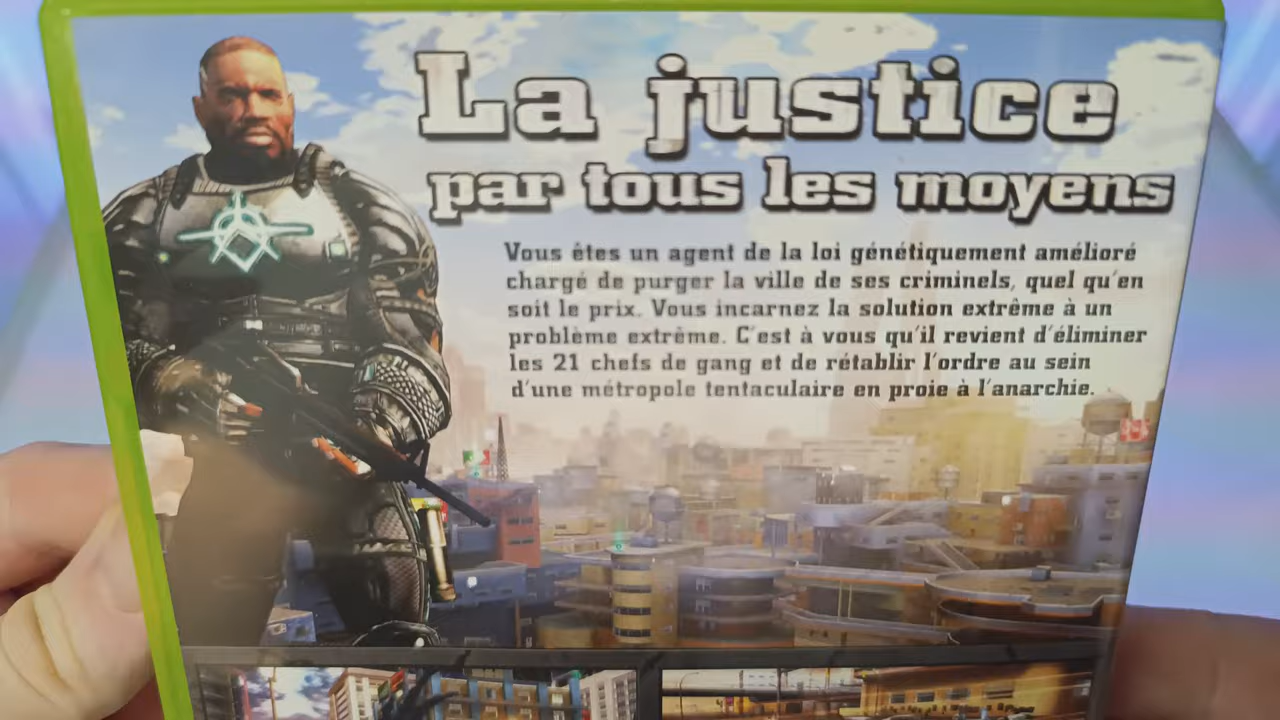 La justice
par tous les moyens
Vous êtes un agent de la loi génétiquement amélioré
chargé de purger la ville de ses criminels, quel qu'en
soit le prix. Vous incarnez la solution extrême à un
problème extrême. C'est à vous qu'il revient d'éliminer
les 21 chefs de gang et de rétablir l'ordre au sein
d'une métropole tentaculaire en proie à l'anarchie.